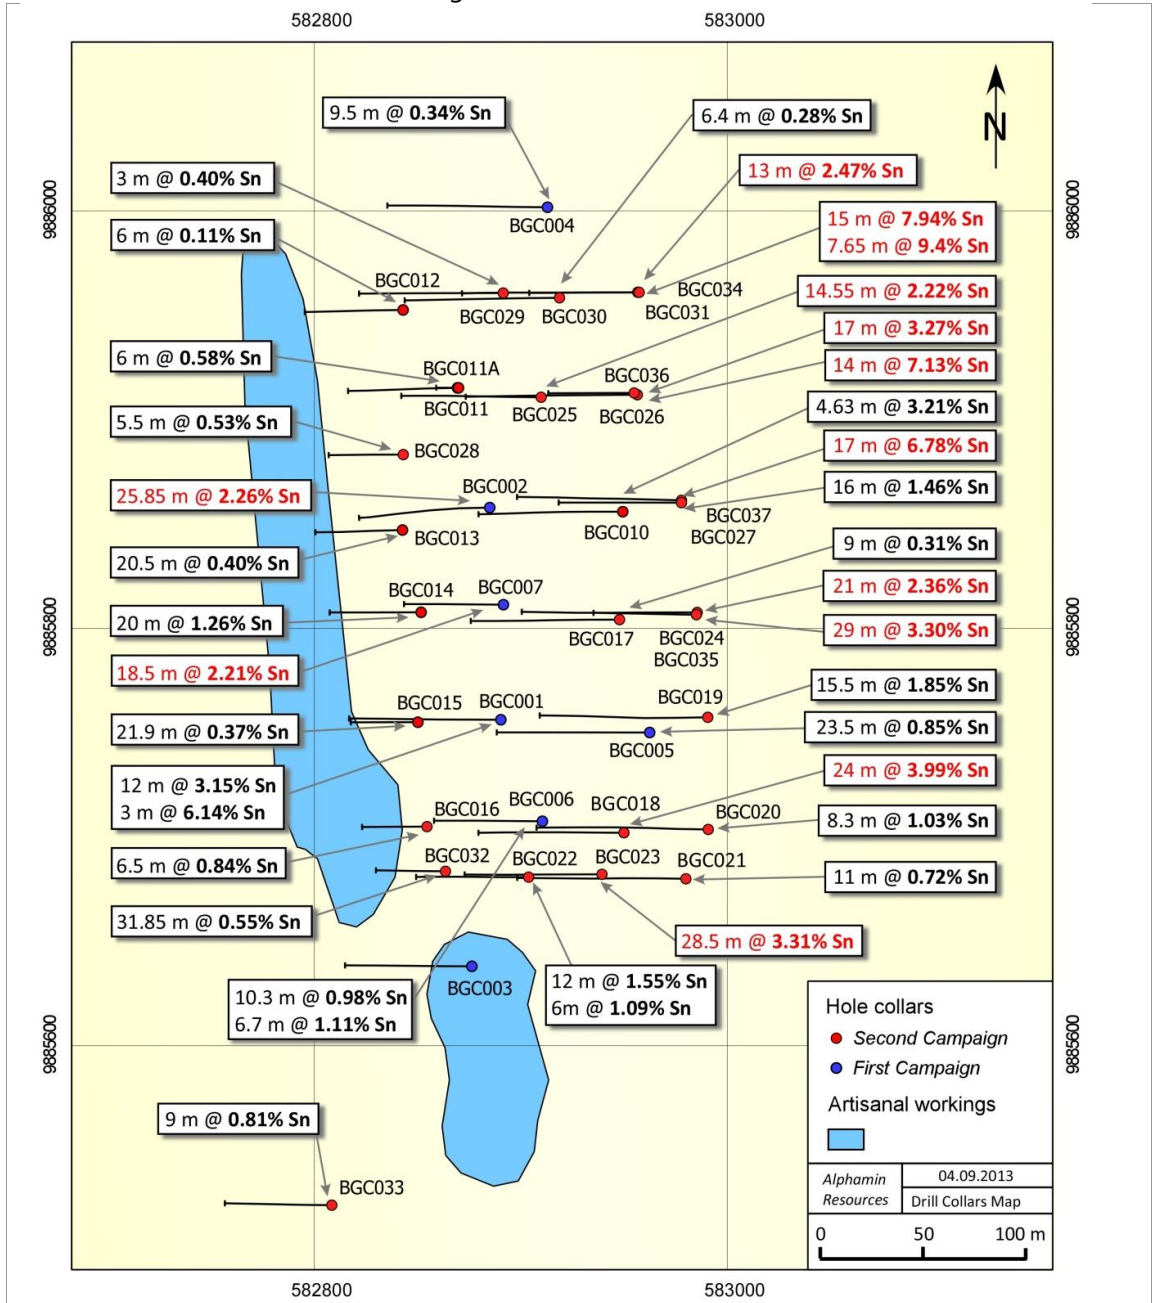 582800
583000
9.5 m @ 0.34% Sn
6.4 m @ 0.28% Sn
N
3 m @ 0.40% Sn
13 m @ 2.47% Sn
9886000
9886000
BGC004
15 m @ 7.94% Sn
7.65 m @ 9.4% Sn
6 m @ 0.11% Sn
BGC012
BGC034
14.55 m @ 2.22% Sn
BGC029
BGC030
BGC031
17 m @ 3.27% Sn
6 m @ 0.58% Sn
BGC011A
BGC036
14 m @ 7.13% Sn
BGC011
BGC025
BGC026
4.63 m @ 3.21% Sn
5.5 m @ 0.53% Sn
BGC028
17 m @ 6.78% Sn
25.85 m @ 2.26% Sn
BGC002
16 m @ 1.46% Sn
BGC037
BGC013
BGC010
BGC027
9 m @ 0.31% Sn
20.5 m @ 0.40% Sn
BGC014
BGC007
21 m @ 2.36% Sn
9885800
9885800
20 m @ 1.26% Sn
BGC017
BGC024
29 m @ 3.30% Sn
BGC035
18.5 m @ 2.21% Sn
15.5 m @ 1.85% Sn
BGC015
BGC001
BGC019
21.9 m @ 0.37% Sn
23.5 m @ 0.85% Sn
BGC005
24 m @ 3.99% Sn
12 m @ 3.15% Sn
3 m @ 6.14% Sn
BGC016
BGC006
BGC018
BGC020
8.3 m @ 1.03% Sn
6.5 m @ 0.84% Sn
BGC032
BGC022
BGC023
BGC021
11 m @ 0.72% Sn
31.85 m @ 0.55% Sn
28.5 m @ 3.31% Sn
BGC003
10.3 m @ 0.98% Sn
6.7 m @ 1.11% Sn
12 m @ 1.55% Sn
6m @ 1.09% Sn
9885600
9885600
Hole collars
Second Campaign
First Campaign
Artisanal workings
9 m @ 0.81% Sn
BGC033
Alphamin
Resources
04.09.2013
Drill Collars Map
0 50 100 m
582800
583000